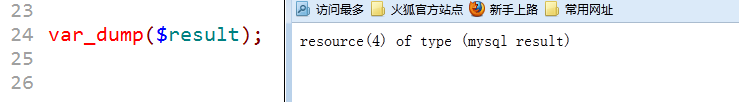 23
24 var_dump($result);
25
26
访问最多 火狐官方站点 新手上路 常用网址
resource(4) of type (mysql result)